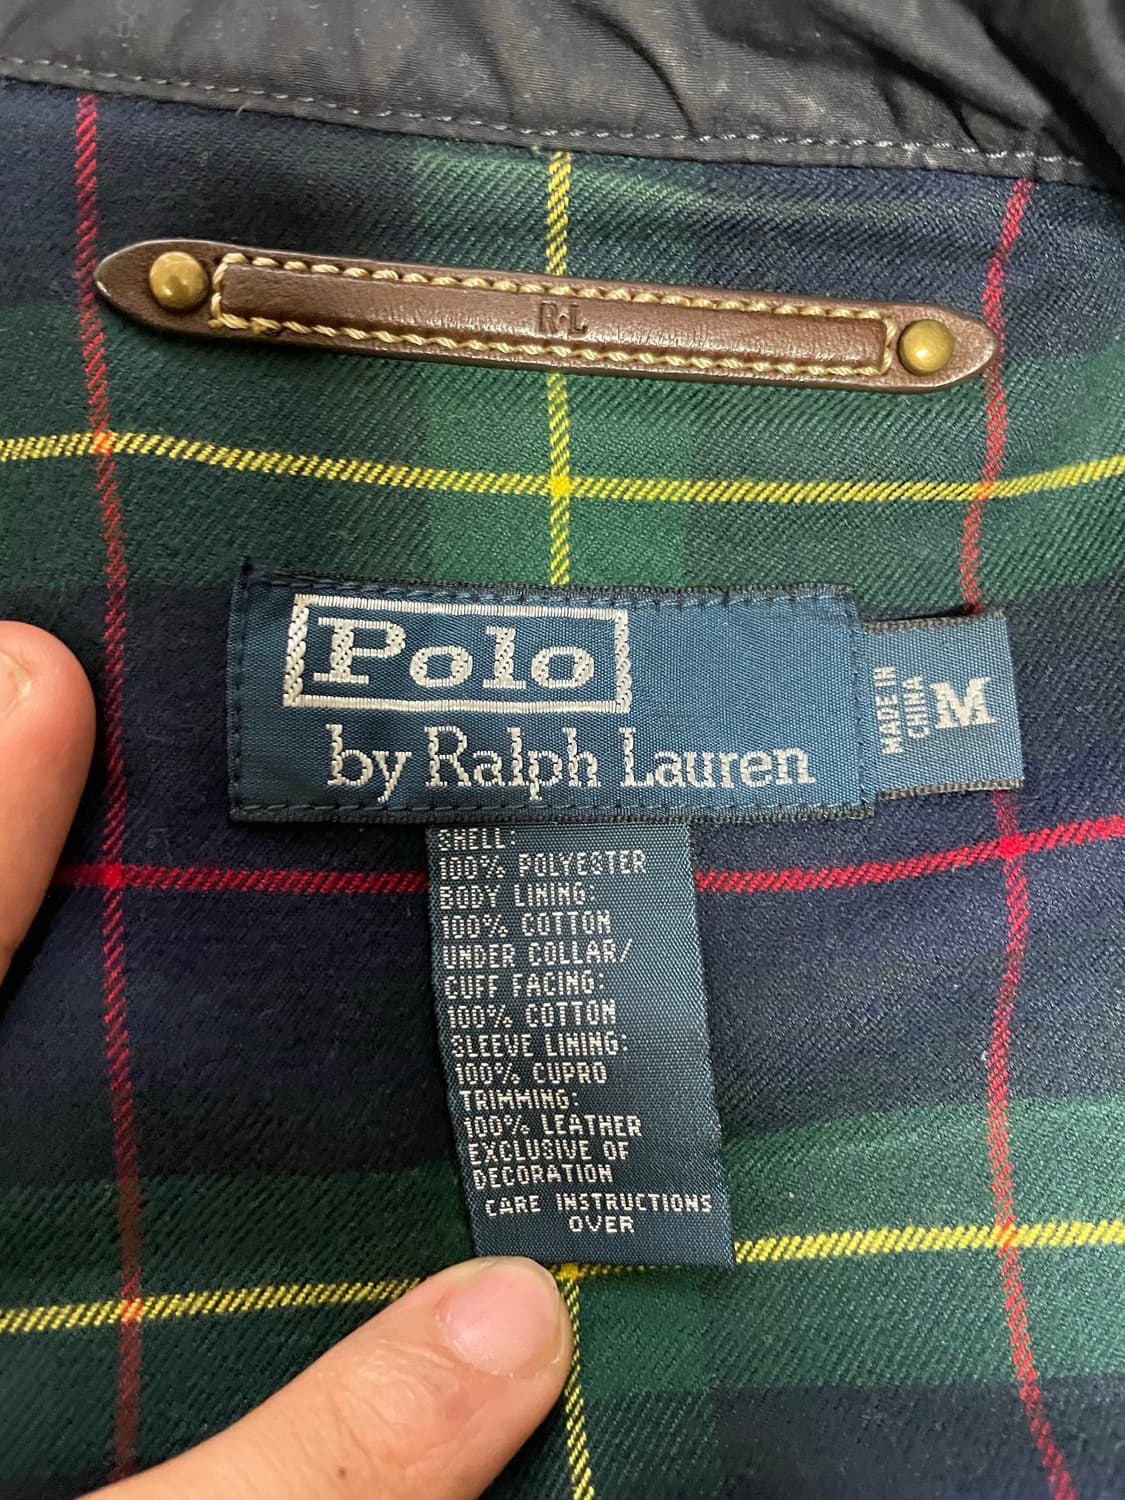 R·L
Polo
by Ralph Lauren
MADE IN
CHINA
M
SHELL:
100% POLYESTER
BODY LINING:
100% COTTON
UNDER COLLAR/
CUFF FACING:
100% COTTON
SLEEVE LINING:
100% CUPRO
TRIMMING:
100% LEATHER
EXCLUSIVE OF
DECORATION
CARE INSTRUCTIONS
OVER